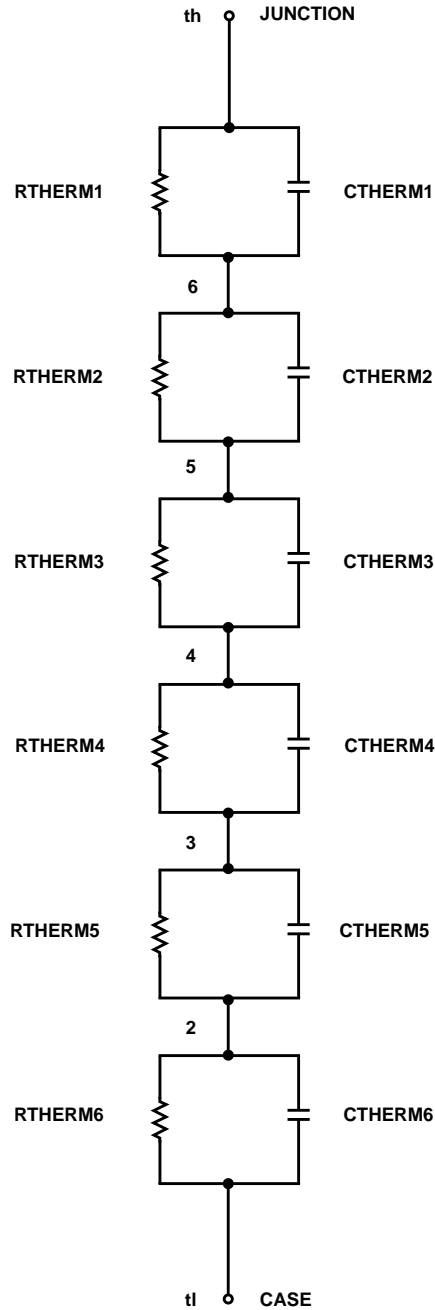 th JUNCTION
RTHERM1 CTHERM1
6
RTHERM2 CTHERM2
5
RTHERM3 CTHERM3
4
RTHERM4 CTHERM4
3
RTHERM5 CTHERM5
2
RTHERM6 CTHERM6
tl CASE